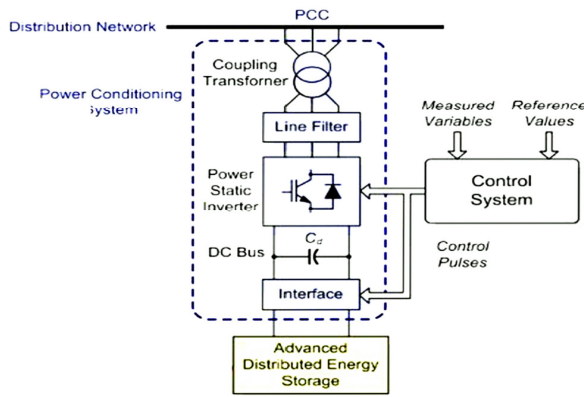 PCC
Distribution Network
Coupling
Transforner
Power Conditioning
System
Line Filter
Measured
Variables
Reference
Values
Power
Static
Inverter
Control
System
DC Bus
Cd
Control
Pulses
Interface
Advanced
Distributed Energy
Storage